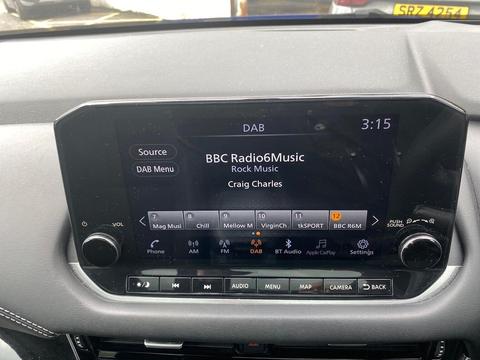 SRZ 4254
DAB
3:15
Source
DAB Menu
BBC Radio6Music
Rock Music
Craig Charles
7 8 9 10 11 12
Mag Musi Chill Mellow M VirginCh tkSPORT BBC R6M
Phone AM FM DAB BT Audio Apple CarPlay Settings
VOL
PUSH
SOUND
AUDIO MENU MAP CAMERA BACK